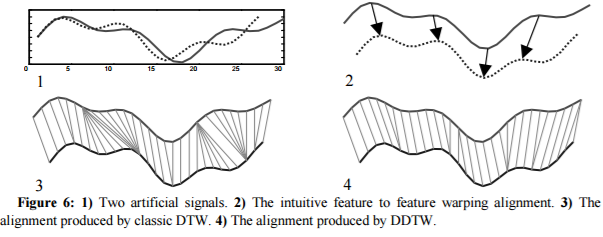 0 5 10 15 20 25 30
1 2
3 4
Figure 6: 1) Two artificial signals. 2) The intuitive feature to feature warping alignment. 3) The
alignment produced by classic DTW. 4) The alignment produced by DDTW.